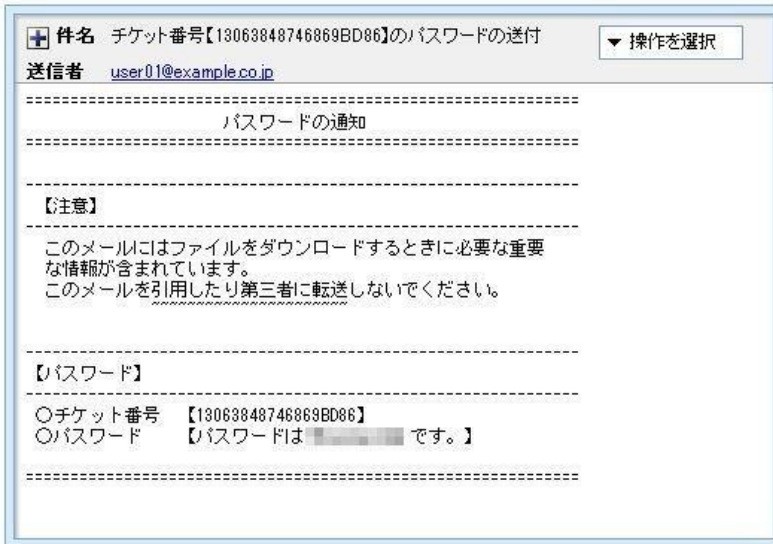 件名 チケット番号【13063848746869BD86】のパスワードの送付
▼ 操作を選択
送信者 user01@example.co.jp
パスワードの通知
【注意】
このメールにはファイルをダウンロードするときに必要な重要
な情報が含まれています。
このメールを引用したり第三者に転送しないでください。
【パスワード】
○チケット番号 【13063848746869BD86】
○パスワード 【パスワードは です。】